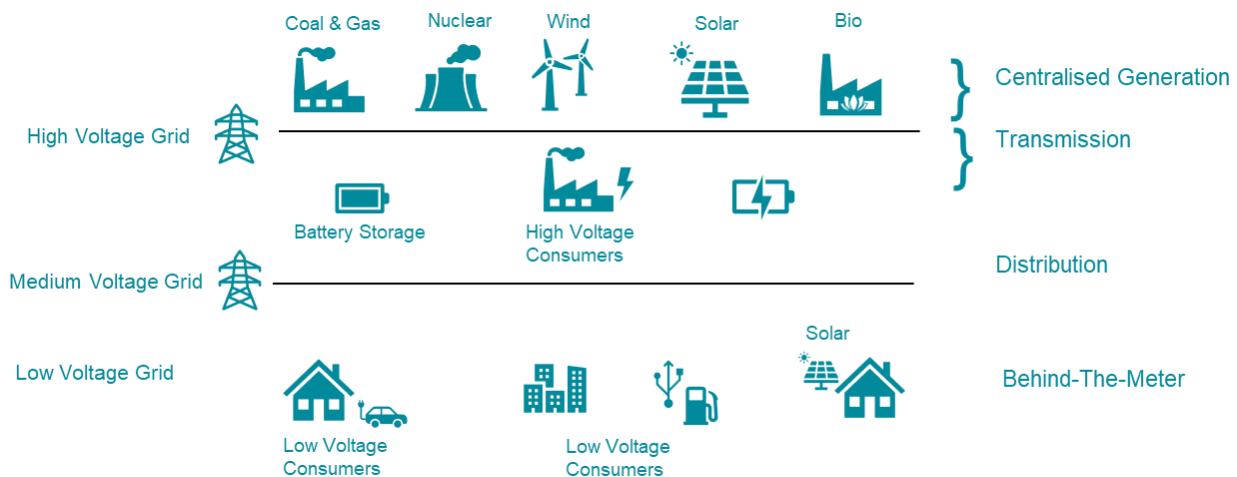 Coal & Gas
Nuclear
Wind
Solar
Bio
Centralised Generation
High Voltage Grid
Transmission
Battery Storage
High Voltage
Consumers
Medium Voltage Grid
Distribution
Solar
Low Voltage Grid
Behind-The-Meter
Low Voltage
Consumers
Low Voltage
Consumers